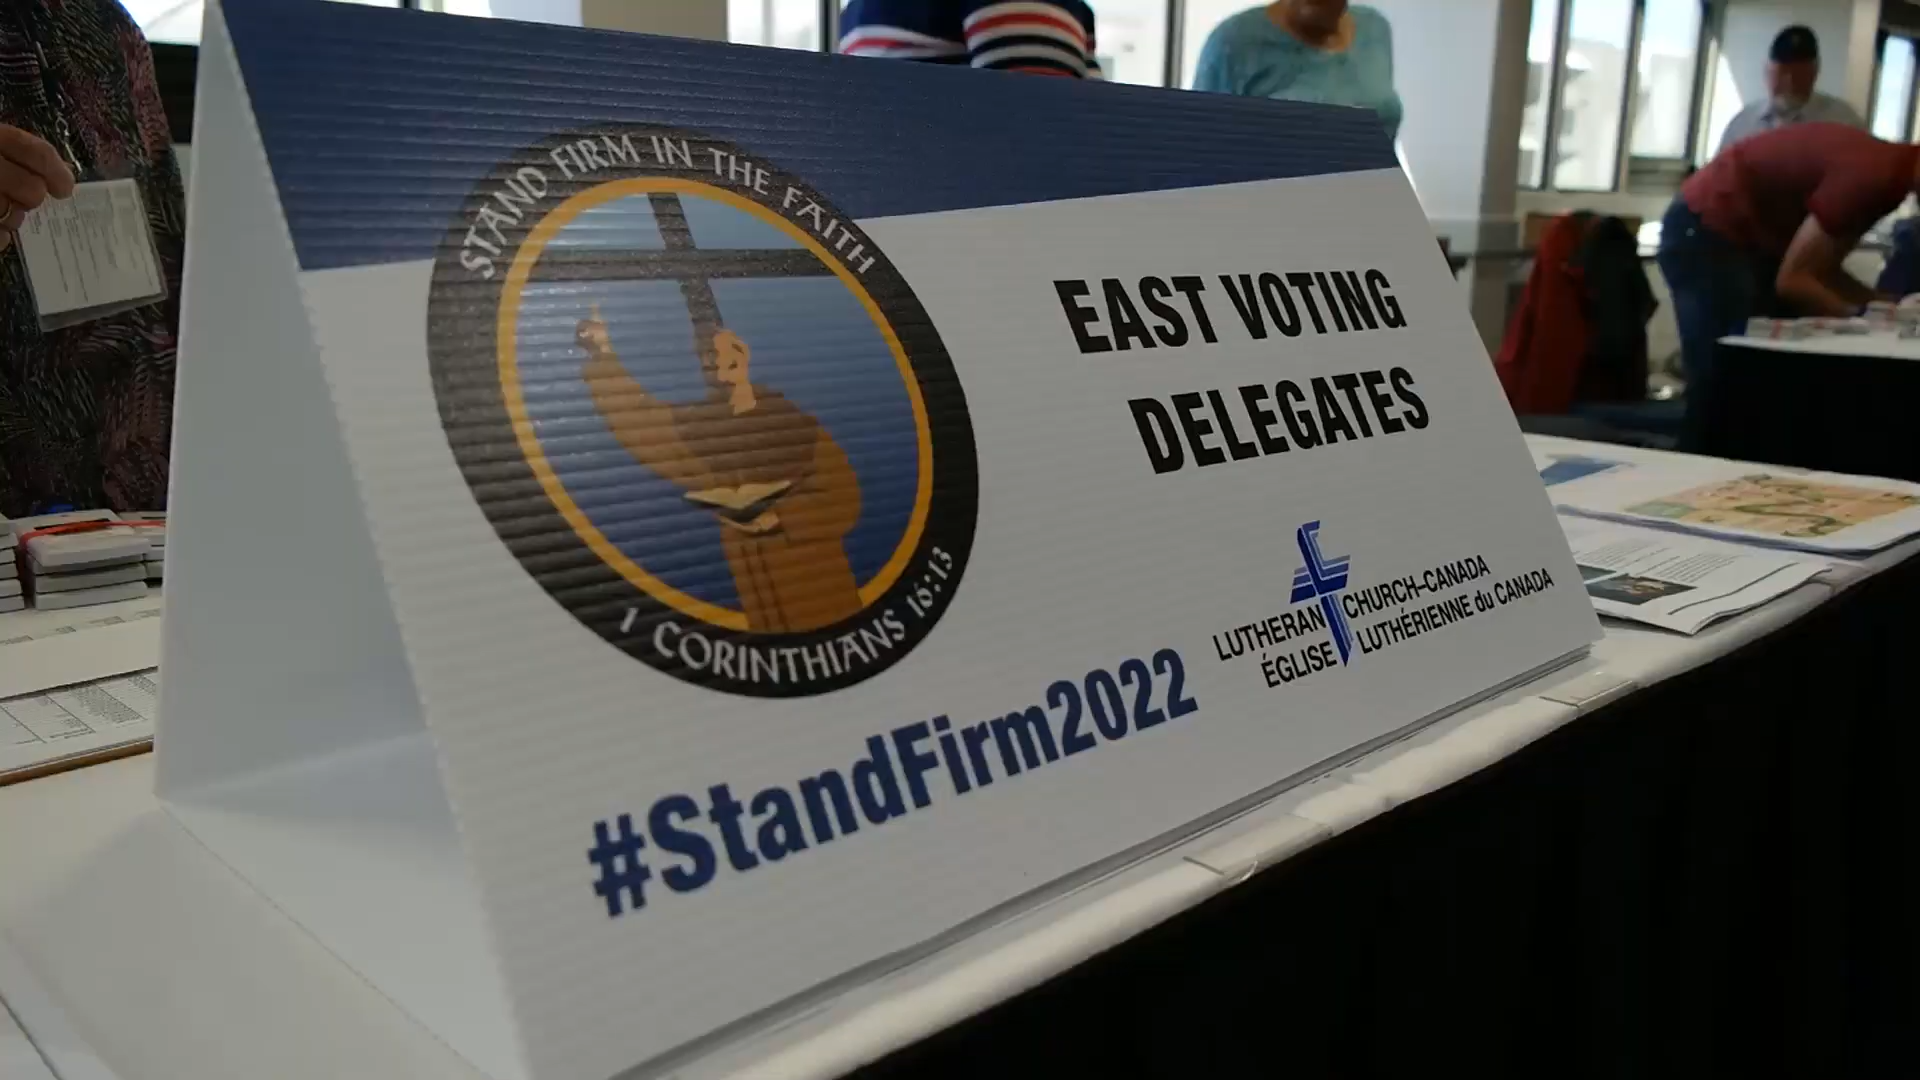 STAND FIRM IN THE FAITH
1 CORINTHIANS 16:13
EAST VOTING
DELEGATES
LUTHERAN CHURCH–CANADA
ÉGLISE LUTHÉRIENNE du CANADA
#StandFirm2022